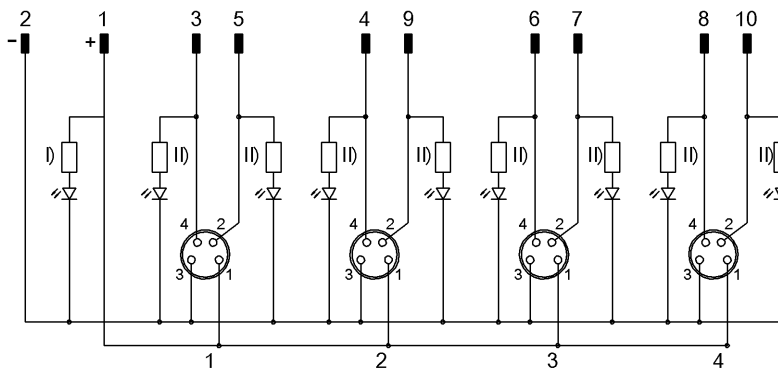 2 1 3 5 4 9 6 7 8 10
- +
I) II) II) II) II) II) II) II) II)
4 2 4 2 4 2 4 2
3 1 3 1 3 1 3 1
1 2 3 4